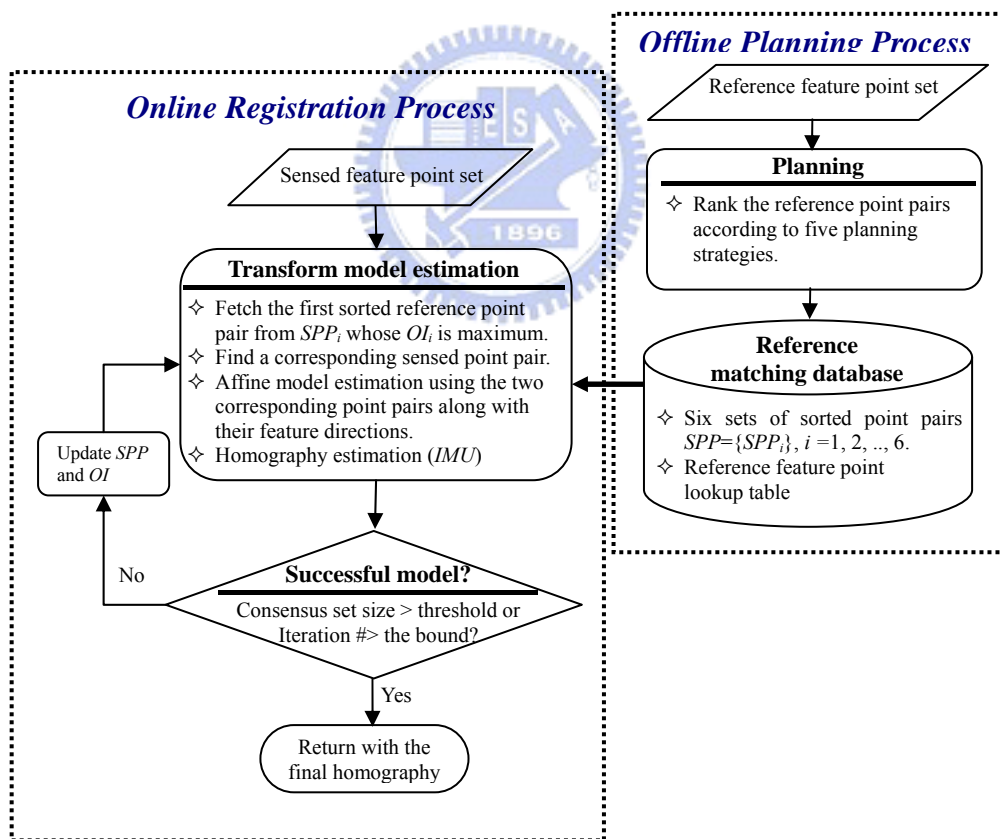 Online Registration Process
Sensed feature point set
Transform model estimation
✧ Fetch the first sorted reference point
pair from SPPi whose OIi is maximum.
✧ Find a corresponding sensed point pair.
✧ Affine model estimation using the two
corresponding point pairs along with
their feature directions.
✧ Homography estimation (IMU)
Update SPP
and OI
No
Successful model?
Consensus set size > threshold or
Iteration #> the bound?
Yes
Return with the
final homography
Offline Planning Process
Reference feature point set
Planning
✧ Rank the reference point pairs
according to five planning
strategies.
Reference
matching database
✧ Six sets of sorted point pairs
SPP={SPPi}, i =1, 2, .., 6.
✧ Reference feature point
lookup table
E S A
1896